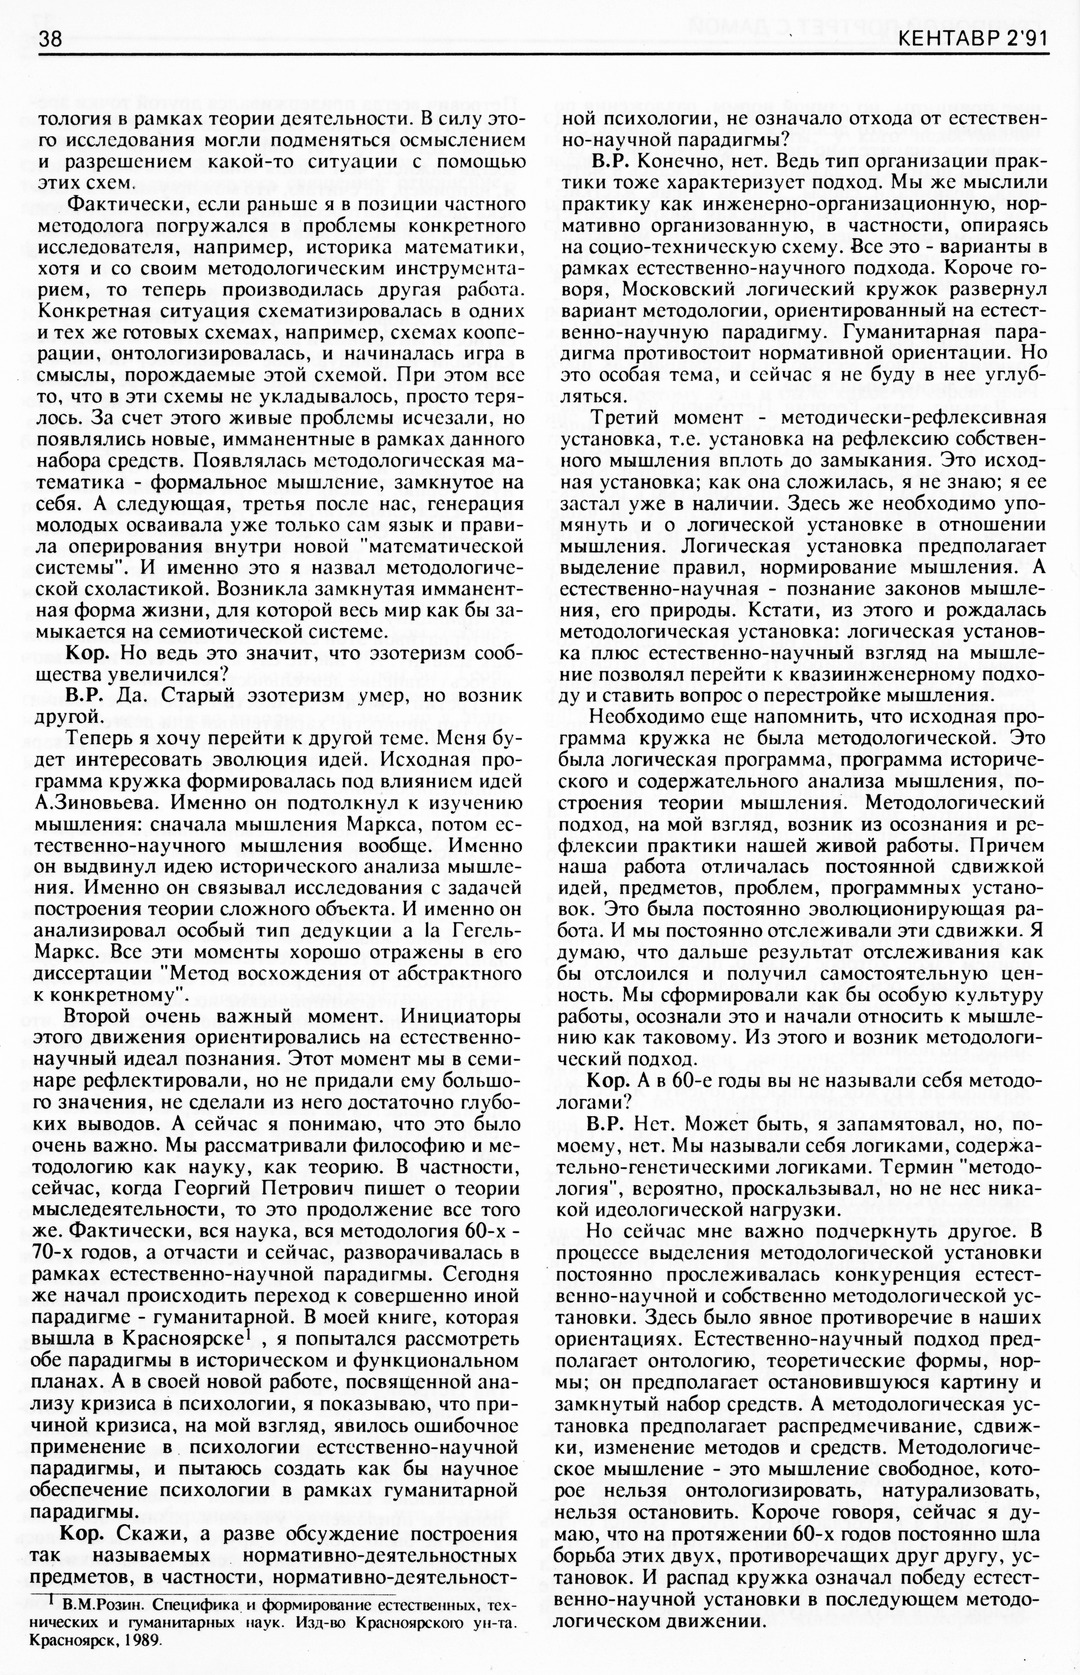 38
КЕНТАВР 2'91
тология в рамках теории деятельности. В силу это-
го исследования могли подменяться осмыслением
и разрешением какой-то ситуации с помощью
этих схем.
Фактически, если раньше я в позиции частного
методолога погружался в проблемы конкретного
исследователя, например, историка математики,
хотя и со своим методологическим инструмента-
рием, то теперь производилась другая работа.
Конкретная ситуация схематизировалась в одних
и тех же готовых схемах, например, схемах коопе-
рации, онтологизировалась, и начиналась игра в
смыслы, порождаемые этой схемой. При этом все
то, что в эти схемы не укладывалось, просто теря-
лось. За счет этого живые проблемы исчезали, но
появлялись новые, имманентные в рамках данного
набора средств. Появлялась методологическая ма-
тематика - формальное мышление, замкнутое на
себя. А следующая, третья после нас, генерация
молодых осваивала уже только сам язык и прави-
ла оперирования внутри новой "математической
системы". И именно это я назвал методологиче-
ской схоластикой. Возникла замкнутая имманент-
ная форма жизни, для которой весь мир как бы за-
мыкается на семиотической системе.
Кор. Но ведь это значит, что эзотеризм сооб-
щества увеличился?
В.Р. Да. Старый эзотеризм умер, но возник
другой.
Теперь я хочу перейти к другой теме. Меня бу-
дет интересовать эволюция идей. Исходная про-
грамма кружка формировалась под влиянием идей
А.Зиновьева. Именно он подтолкнул к изучению
мышления: сначала мышления Маркса, потом ес-
тественно-научного мышления вообще. Именно
он выдвинул идею исторического анализа мышле-
ния. Именно он связывал исследования с задачей
построения теории сложного объекта. И именно он
анализировал особый тип дедукции a la Гегель-
Маркс. Все эти моменты хорошо отражены в его
диссертации "Метод восхождения от абстрактного
к конкретному".
Второй очень важный момент. Инициаторы
этого движения ориентировались на естественно-
научный идеал познания. Этот момент мы в семи-
наре рефлектировали, но не придали ему большо-
го значения, не сделали из него достаточно глубо-
ких выводов. А сейчас я понимаю, что это было
очень важно. Мы рассматривали философию и ме-
тодологию как науку, как теорию. В частности,
сейчас, когда Георгий Петрович пишет о теории
мыследеятельности, то это продолжение все того
же. Фактически, вся наука, вся методология 60-х -
70-х годов, а отчасти и сейчас, разворачивалась в
рамках естественно-научной парадигмы. Сегодня
же начал происходить переход к совершенно иной
парадигме - гуманитарной. В моей книге, которая
вышла в Красноярске¹ , я попытался рассмотреть
обе парадигмы в историческом и функциональном
планах. А в своей новой работе, посвященной ана-
лизу кризиса в психологии, я показываю, что при-
чиной кризиса, на мой взгляд, явилось ошибочное
применение в психологии естественно-научной
парадигмы, и пытаюсь создать как бы научное
обеспечение психологии в рамках гуманитарной
парадигмы.
Кор. Скажи, а разве обсуждение построения
так называемых нормативно-деятельностных
предметов, в частности, нормативно-деятельност-
¹ В.М.Розин. Специфика и формирование естественных, тех-
нических и гуманитарных наук. Изд-во Красноярского ун-та.
Красноярск, 1989.
ной психологии, не означало отхода от естествен-
но-научной парадигмы?
В.Р. Конечно, нет. Ведь тип организации прак-
тики тоже характеризует подход. Мы же мыслили
практику как инженерно-организационную, нор-
мативно организованную, в частности, опираясь
на социо-техническую схему. Все это - варианты в
рамках естественно-научного подхода. Короче го-
воря, Московский логический кружок развернул
вариант методологии, ориентированный на естест-
венно-научную парадигму. Гуманитарная пара-
дигма противостоит нормативной ориентации. Но
это особая тема, и сейчас я не буду в нее углуб-
ляться.
Третий момент - методически-рефлексивная
установка, т.е. установка на рефлексию собствен-
ного мышления вплоть до замыкания. Это исход-
ная установка; как она сложилась, я не знаю; я ее
застал уже в наличии. Здесь же необходимо упо-
мянуть и о логической установке в отношении
мышления. Логическая установка предполагает
выделение правил, нормирование мышления. А
естественно-научная - познание законов мышле-
ния, его природы. Кстати, из этого и рождалась
методологическая установка: логическая установ-
ка плюс естественно-научный взгляд на мышле-
ние позволял перейти к квазиинженерному подхо-
ду и ставить вопрос о перестройке мышления.
Необходимо еще напомнить, что исходная про-
грамма кружка не была методологической. Это
была логическая программа, программа историче-
ского и содержательного анализа мышления, по-
строения теории мышления. Методологический
подход, на мой взгляд, возник из осознания и ре-
флексии практики нашей живой работы. Причем
наша работа отличалась постоянной сдвижкой
идей, предметов, проблем, программных устано-
вок. Это была постоянно эволюционирующая ра-
бота. И мы постоянно отслеживали эти сдвижки. Я
думаю, что дальше результат отслеживания как
бы отслоился и получил самостоятельную цен-
ность. Мы сформировали как бы особую культуру
работы, осознали это и начали относить к мышле-
нию как таковому. Из этого и возник методологи-
ческий подход.
Кор. А в 60-е годы вы не называли себя методо-
логами?
В.Р. Нет. Может быть, я запамятовал, но, по-
моему, нет. Мы называли себя логиками, содержа-
тельно-генетическими логиками. Термин "методо-
логия", вероятно, проскальзывал, но не нес ника-
кой идеологической нагрузки.
Но сейчас мне важно подчеркнуть другое. В
процессе выделения методологической установки
постоянно прослеживалась конкуренция естест-
венно-научной и собственно методологической ус-
тановки. Здесь было явное противоречие в наших
ориентациях. Естественно-научный подход пред-
полагает онтологию, теоретические формы, нор-
мы; он предполагает остановившуюся картину и
замкнутый набор средств. А методологическая ус-
тановка предполагает распредмечивание, сдвиж-
ки, изменение методов и средств. Методологиче-
ское мышление - это мышление свободное, кото-
рое нельзя онтологизировать, натурализовать,
нельзя остановить. Короче говоря, сейчас я ду-
маю, что на протяжении 60-х годов постоянно шла
борьба этих двух, противоречащих друг другу, ус-
тановок. И распад кружка означал победу естест-
венно-научной установки в последующем методо-
логическом движении.